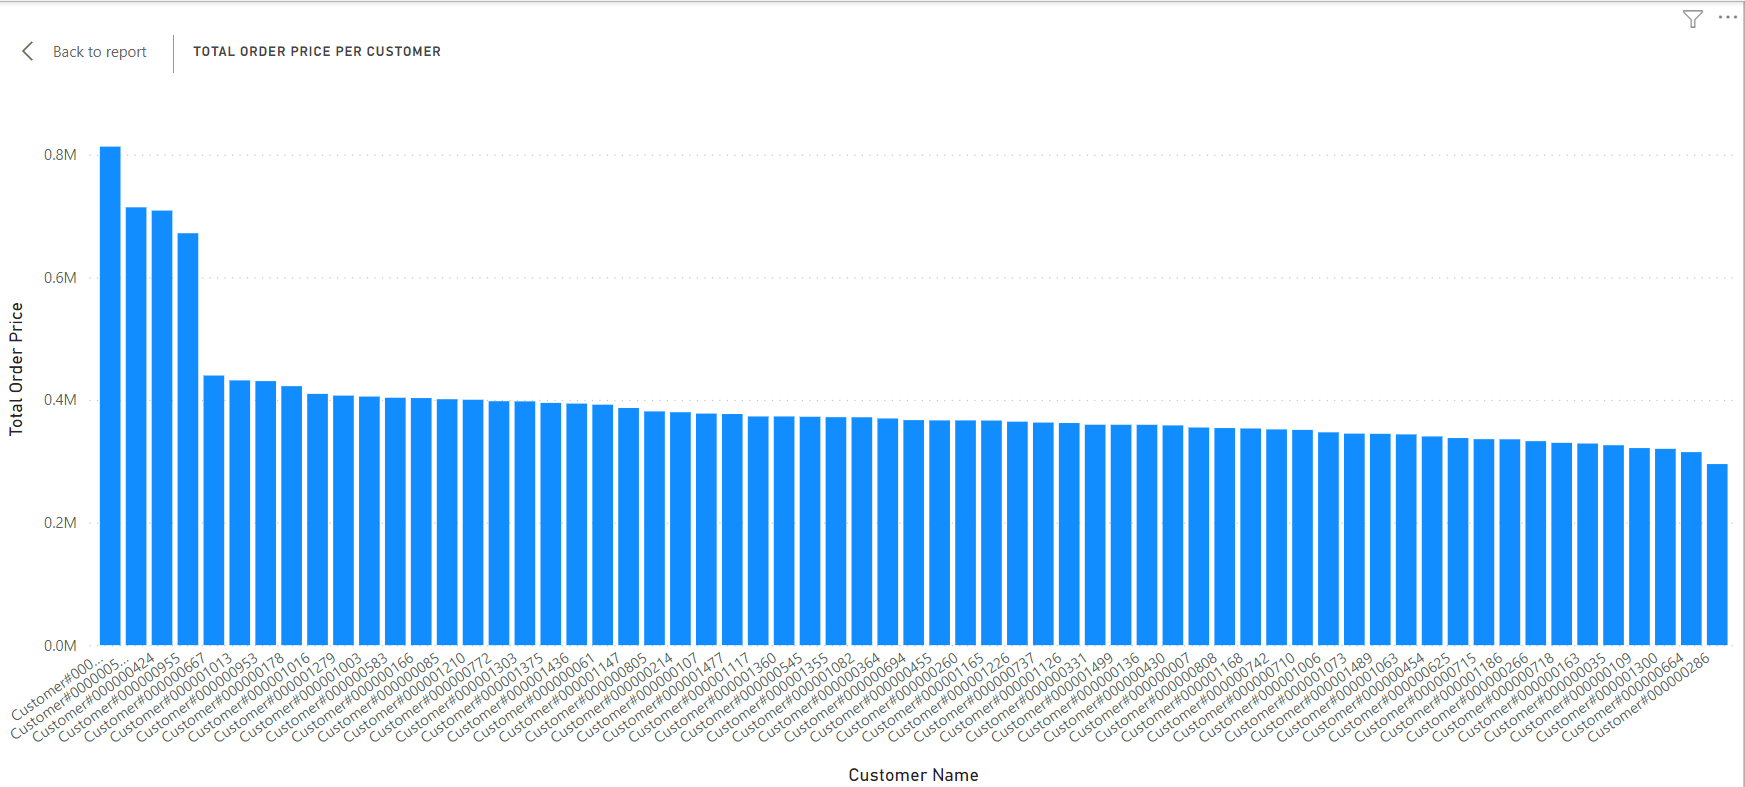 Back to report
TOTAL ORDER PRICE PER CUSTOMER
Total Order Price
0.8M
0.6M
0.4M
0.2M
0.0M
Customer#000...
Customer#0000005...
Customer#000000424
Customer#000000955
Customer#000000667
Customer#000001013
Customer#000000953
Customer#000000178
Customer#000001016
Customer#000001279
Customer#000001003
Customer#000000583
Customer#000000166
Customer#000000085
Customer#000001210
Customer#000000772
Customer#000001303
Customer#000001375
Customer#000001436
Customer#000000061
Customer#000001147
Customer#000000805
Customer#000000214
Customer#000000107
Customer#000001477
Customer#000001117
Customer#000001360
Customer#000000545
Customer#000001355
Customer#000001082
Customer#000000364
Customer#000000694
Customer#000000455
Customer#000000260
Customer#000001165
Customer#000001226
Customer#000000737
Customer#000001126
Customer#000000331
Customer#000001499
Customer#000000136
Customer#000000430
Customer#000000007
Customer#000000808
Customer#000001168
Customer#000000742
Customer#000000710
Customer#000001006
Customer#000001073
Customer#000001489
Customer#000001063
Customer#000000454
Customer#000000625
Customer#000000715
Customer#000001186
Customer#000000266
Customer#000000718
Customer#000000163
Customer#000000035
Customer#000000109
Customer#000001300
Customer#000000664
Customer#000000286
Customer Name